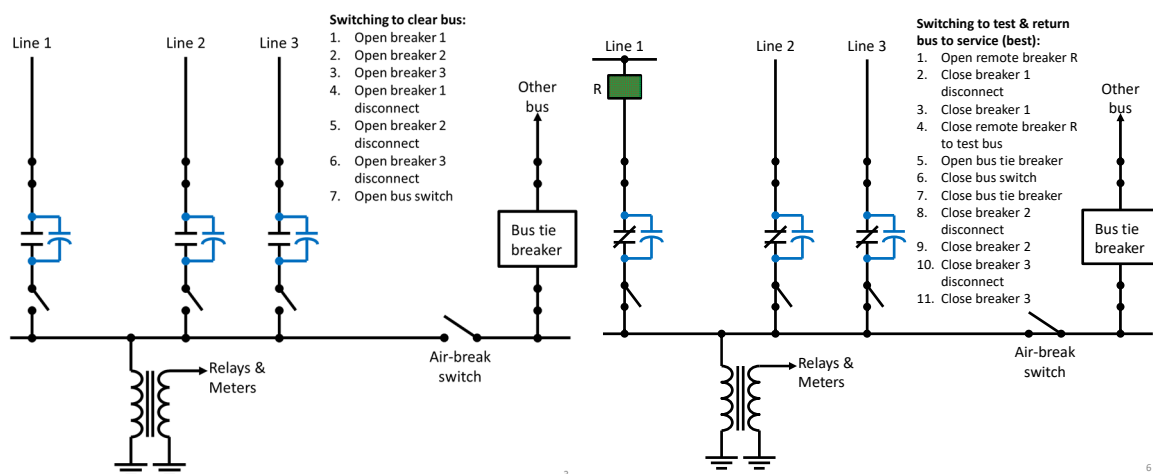 Switching to clear bus:
1. Open breaker 1
2. Open breaker 2
3. Open breaker 3
4. Open breaker 1
disconnect
5. Open breaker 2
disconnect
6. Open breaker 3
disconnect
7. Open bus switch
Line 1
Line 2
Line 3
Other
bus
Bus tie
breaker
Air-break
switch
Relays &
Meters
Switching to test & return
bus to service (best):
1. Open remote breaker R
2. Close breaker 1
disconnect
3. Close breaker 1
4. Close remote breaker R
to test bus
5. Open bus tie breaker
6. Close bus switch
7. Close bus tie breaker
8. Close breaker 2
disconnect
9. Close breaker 2
10. Close breaker 3
disconnect
11. Close breaker 3
Line 1
R
Line 2
Line 3
Other
bus
Bus tie
breaker
Air-break
switch
Relays &
Meters
6